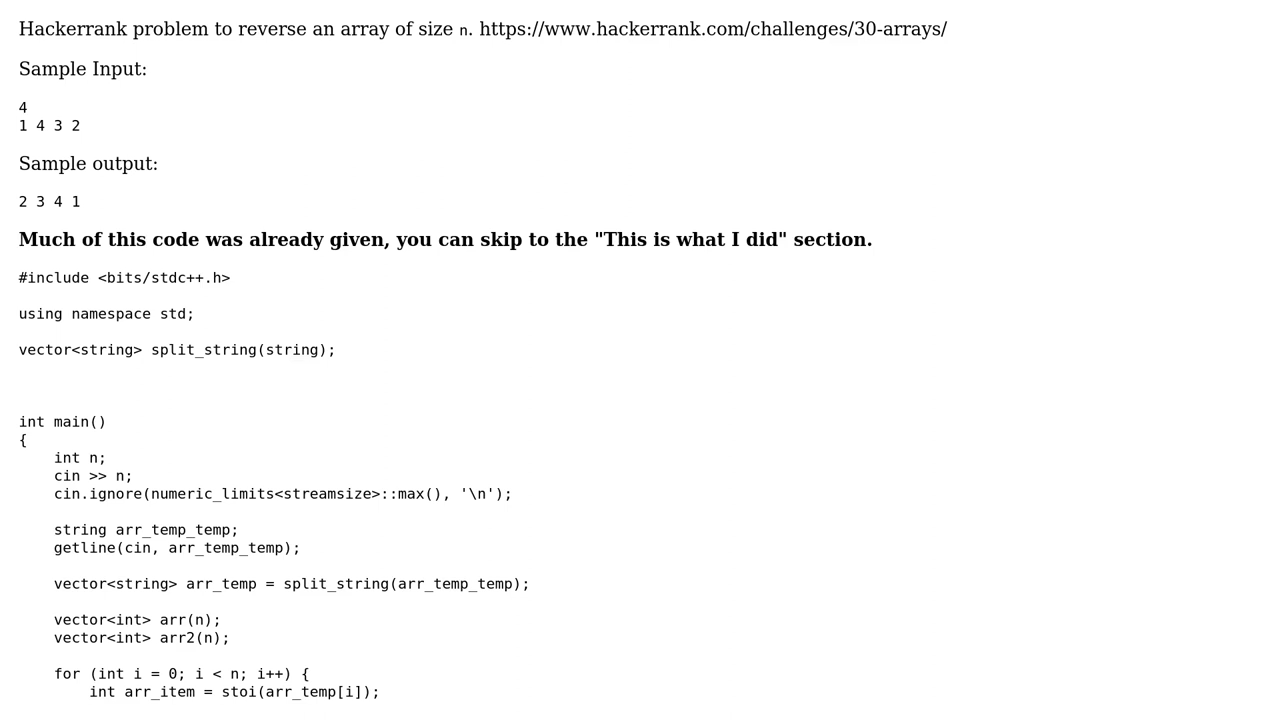 Hackerrank problem to reverse an array of size n. https://www.hackerrank.com/challenges/30-arrays/
Sample Input:
4
1 4 3 2
Sample output:
2 3 4 1
Much of this code was already given, you can skip to the "This is what I did" section.
#include <bits/stdc++.h>
using namespace std;
vector<string> split_string(string);
int main()
{
    int n;
    cin >> n;
    cin.ignore(numeric_limits<streamsize>::max(), '\n');
    string arr_temp_temp;
    getline(cin, arr_temp_temp);
    vector<string> arr_temp = split_string(arr_temp_temp);
    vector<int> arr(n);
    vector<int> arr2(n);
    for (int i = 0; i < n; i++) {
        int arr_item = stoi(arr_temp[i]);